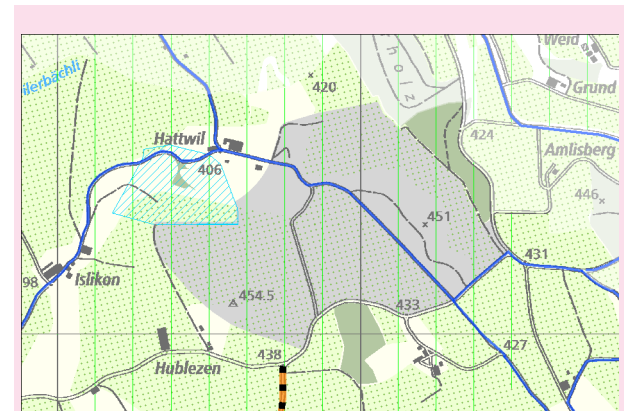 Weid
ilerbächli
holz
420
Grund
424
Hattwil
Amlisberg
406
446
451
431
98
Islikon
454.5
433
427
438
Hublezen